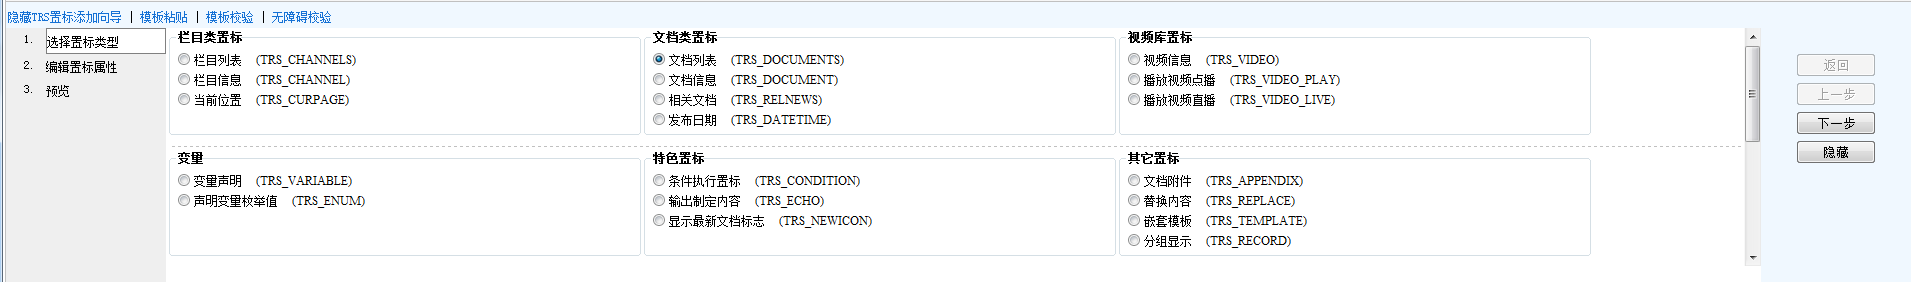 隐藏TRS置标添加向导 | 模板粘贴 | 模板校验 | 无障碍校验
1. 选择置标类型
2. 编辑置标属性
3. 预览
栏目类置标
栏目列表 (TRS_CHANNELS)
栏目信息 (TRS_CHANNEL)
当前位置 (TRS_CURPAGE)
文档类置标
文档列表 (TRS_DOCUMENTS)
文档信息 (TRS_DOCUMENT)
相关文档 (TRS_RELNEWS)
发布日期 (TRS_DATETIME)
视频库置标
视频信息 (TRS_VIDEO)
播放视频点播 (TRS_VIDEO_PLAY)
播放视频直播 (TRS_VIDEO_LIVE)
变量
变量声明 (TRS_VARIABLE)
声明变量枚举值 (TRS_ENUM)
特色置标
条件执行置标 (TRS_CONDITION)
输出制定内容 (TRS_ECHO)
显示最新文档标志 (TRS_NEWICON)
其它置标
文档附件 (TRS_APPENDIX)
替换内容 (TRS_REPLACE)
嵌套模板 (TRS_TEMPLATE)
分组显示 (TRS_RECORD)
返回
上一步
下一步
隐藏